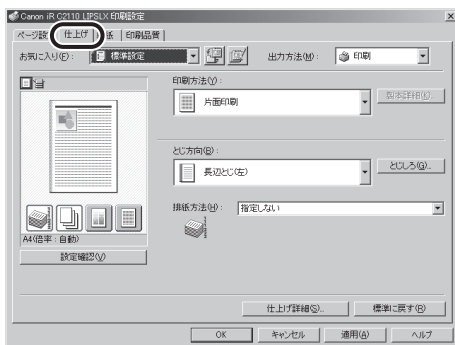 Canon iR C2110 LIPSLX 印刷設定
ページ設 仕上げ 紙 印刷品質
お気に入り(F): 標準設定 出力方法(M): 印刷
印刷方法(Y):
片面印刷 製本詳細(K)...
とじ方向(B):
長辺とじ(左) とじしろ(G)...
排紙方法(H): 指定しない
A4(倍率:自動)
設定確認(V)
仕上げ詳細(S)... 標準に戻す(R)
OK キャンセル 適用(A) ヘルプ